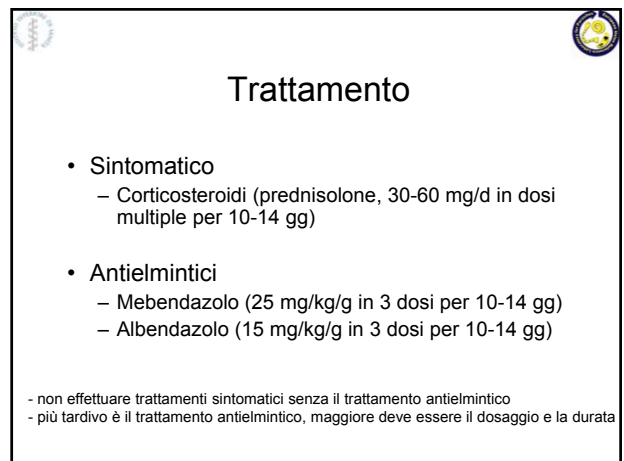 Trattamento
• Sintomatico
– Corticosteroidi (prednisolone, 30-60 mg/d in dosi
multiple per 10-14 gg)
• Antielmintici
– Mebendazolo (25 mg/kg/g in 3 dosi per 10-14 gg)
– Albendazolo (15 mg/kg/g in 3 dosi per 10-14 gg)
- non effettuare trattamenti sintomatici senza il trattamento antielmintico
- più tardivo è il trattamento antielmintico, maggiore deve essere il dosaggio e la durata